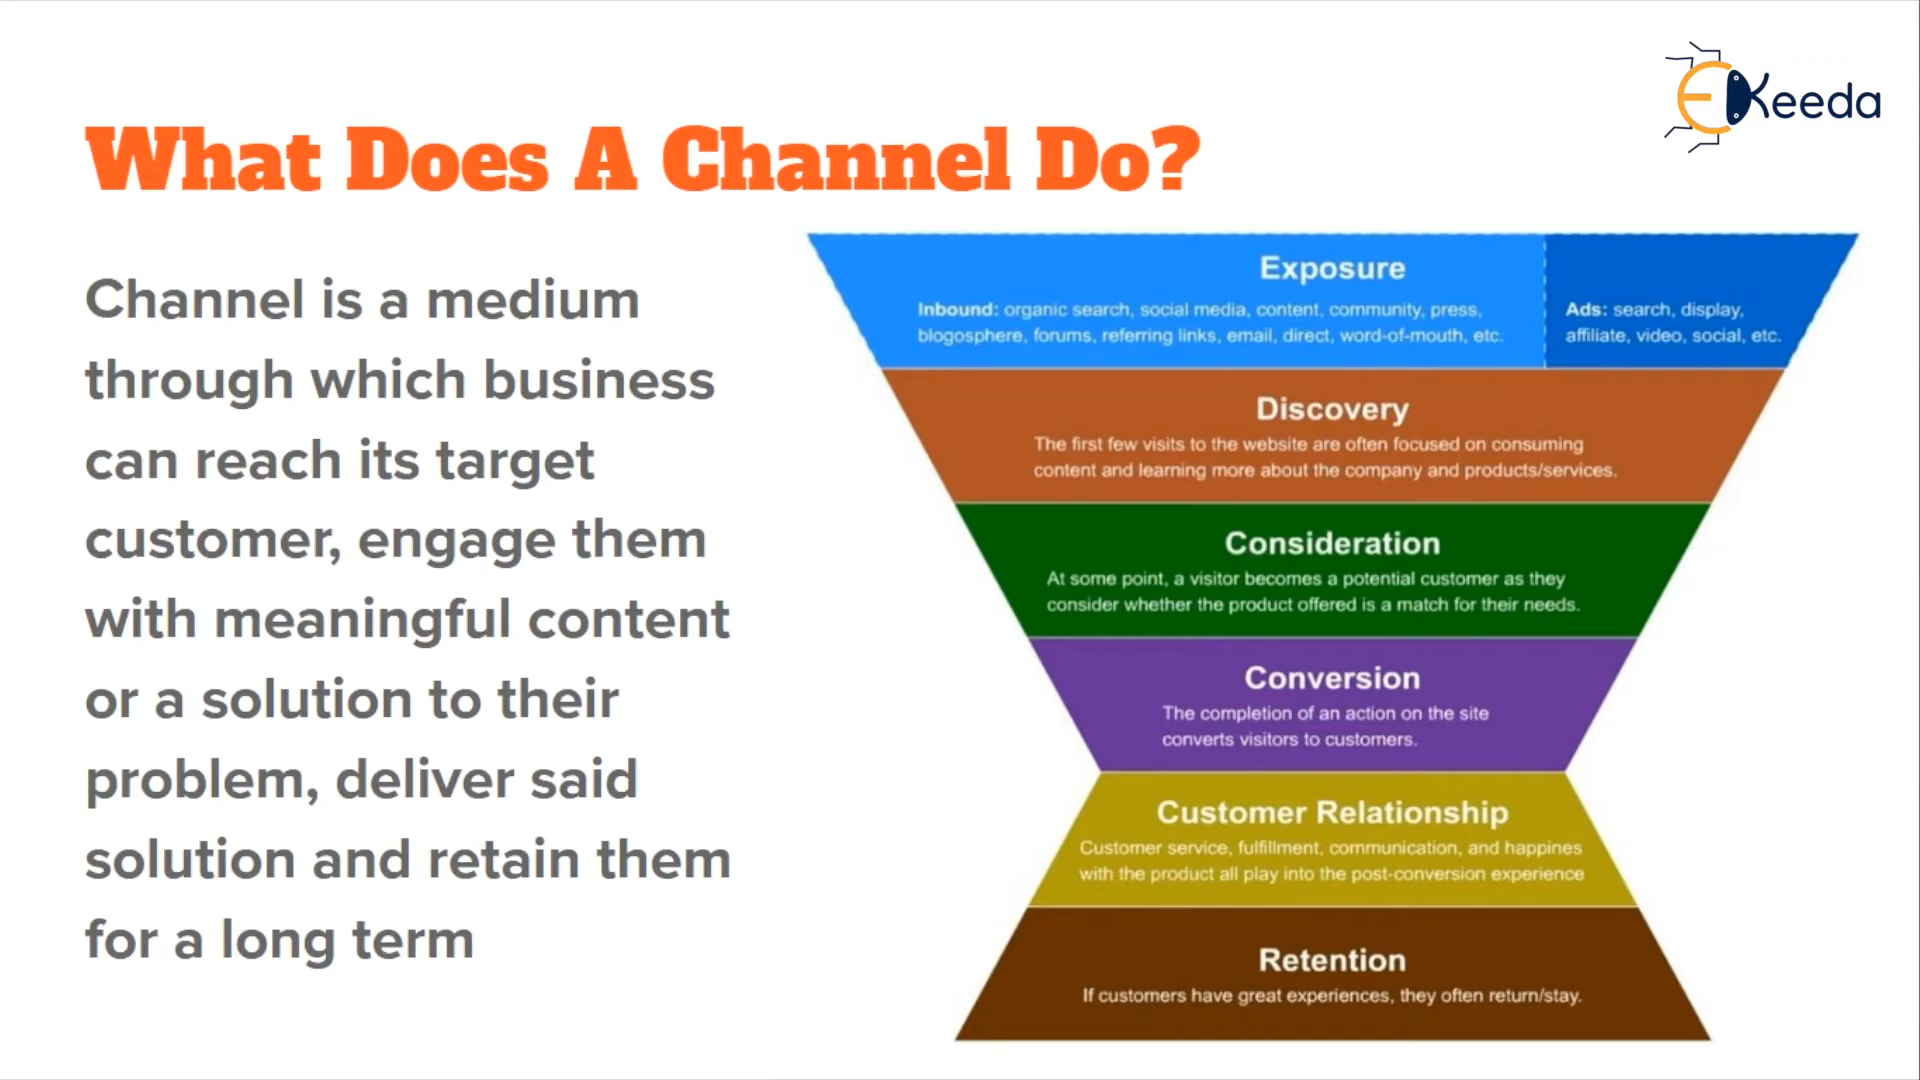 EKeeda
What Does A Channel Do?
Channel is a medium
through which business
can reach its target
customer, engage them
with meaningful content
or a solution to their
problem, deliver said
solution and retain them
for a long term
Exposure
Inbound: organic search, social media, content, community, press,
blogosphere, forums, referring links, email, direct, word-of-mouth, etc.
Ads: search, display,
affiliate, video, social, etc.
Discovery
The first few visits to the website are often focused on consuming
content and learning more about the company and products/services.
Consideration
At some point, a visitor becomes a potential customer as they
consider whether the product offered is a match for their needs.
Conversion
The completion of an action on the site
converts visitors to customers.
Customer Relationship
Customer service, fulfillment, communication, and happines
with the product all play into the post-conversion experience
Retention
If customers have great experiences, they often return/stay.